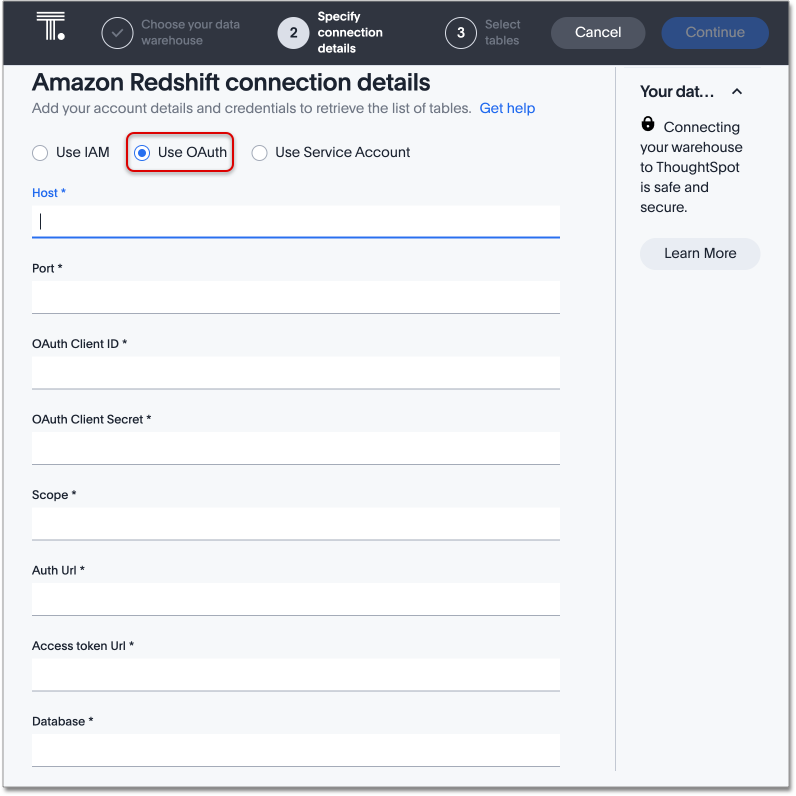 T.
Choose your data
warehouse
2
Specify
connection
details
3
Select
tables
Cancel
Continue
Amazon Redshift connection details
Add your account details and credentials to retrieve the list of tables. Get help
Use IAM
Use OAuth
Use Service Account
Host *
Port *
OAuth Client ID *
OAuth Client Secret *
Scope *
Auth Url *
Access token Url *
Database *
Your dat...
Connecting
your warehouse
to ThoughtSpot
is safe and
secure.
Learn More